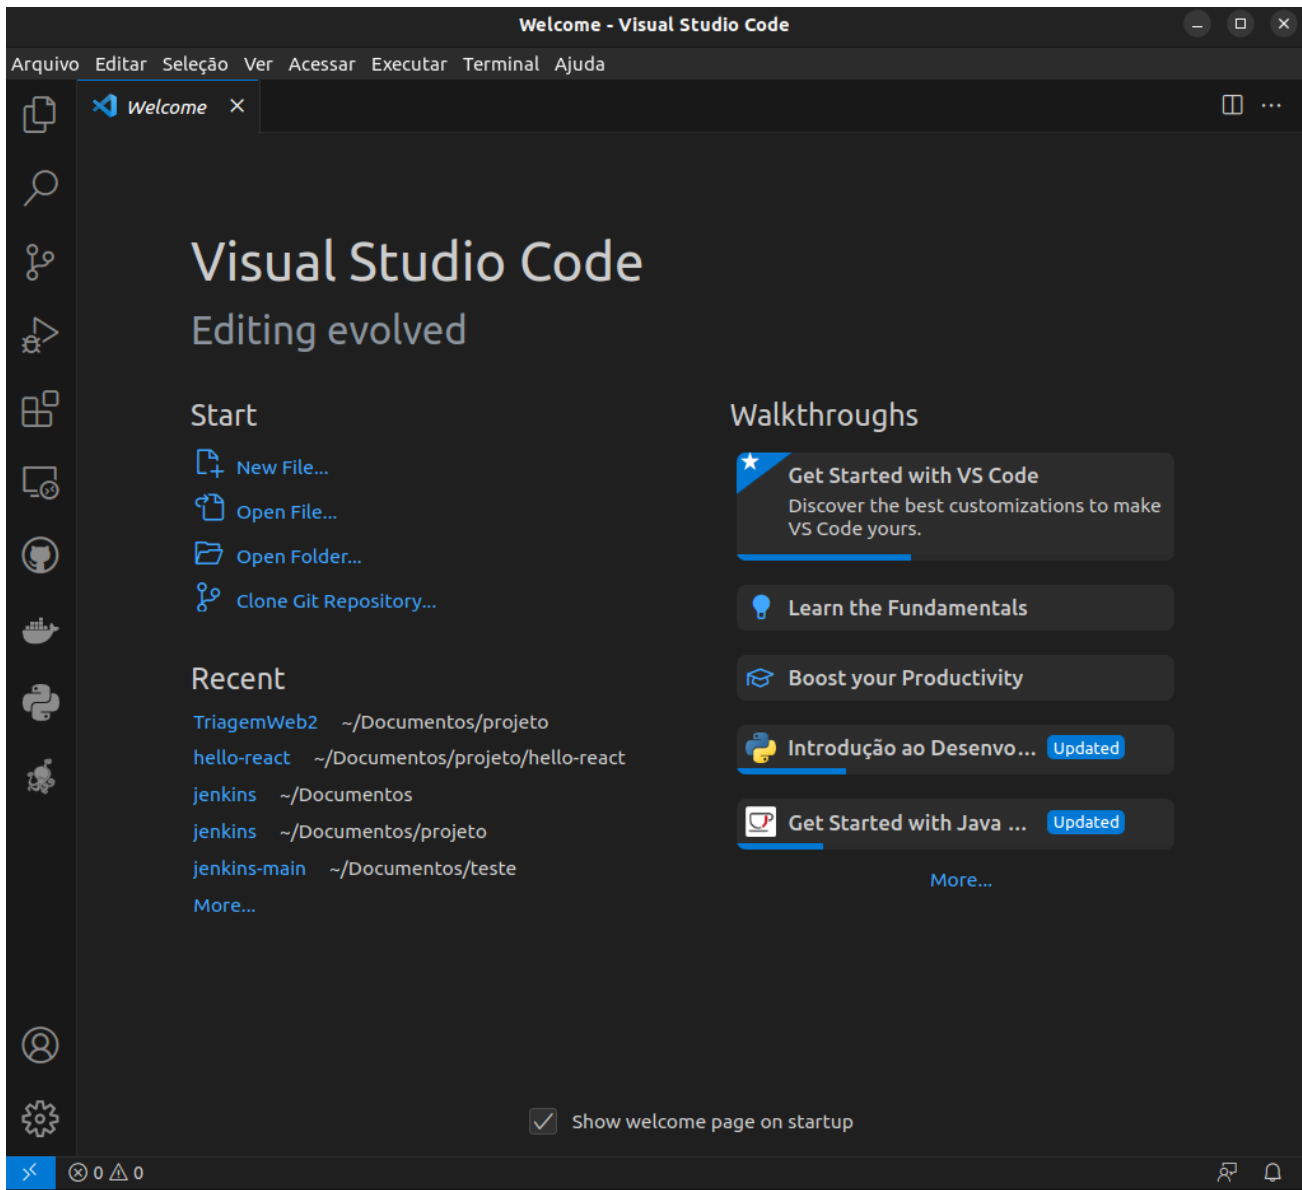 Welcome - Visual Studio Code
Arquivo Editar Seleção Ver Acessar Executar Terminal Ajuda
Welcome
Visual Studio Code
Editing evolved
Start
New File...
Open File...
Open Folder...
Clone Git Repository...
Recent
TriagemWeb2 ~/Documentos/projeto
hello-react ~/Documentos/projeto/hello-react
jenkins ~/Documentos
jenkins ~/Documentos/projeto
jenkins-main ~/Documentos/teste
More...
Walkthroughs
Get Started with VS Code
Discover the best customizations to make
VS Code yours.
Learn the Fundamentals
Boost your Productivity
Introdução ao Desenvo... Updated
Get Started with Java ... Updated
More...
Show welcome page on startup
0 0